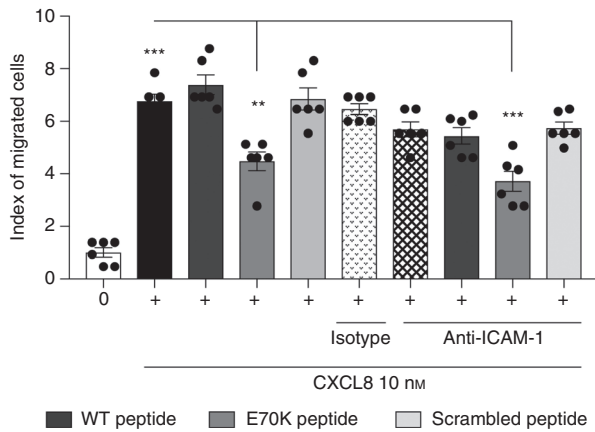 10
8
6
4
2
0
Index of migrated cells
***
**
***
0 + + + + + + + + +
Isotype Anti-ICAM-1
CXCL8 10 nM
WT peptide E70K peptide Scrambled peptide